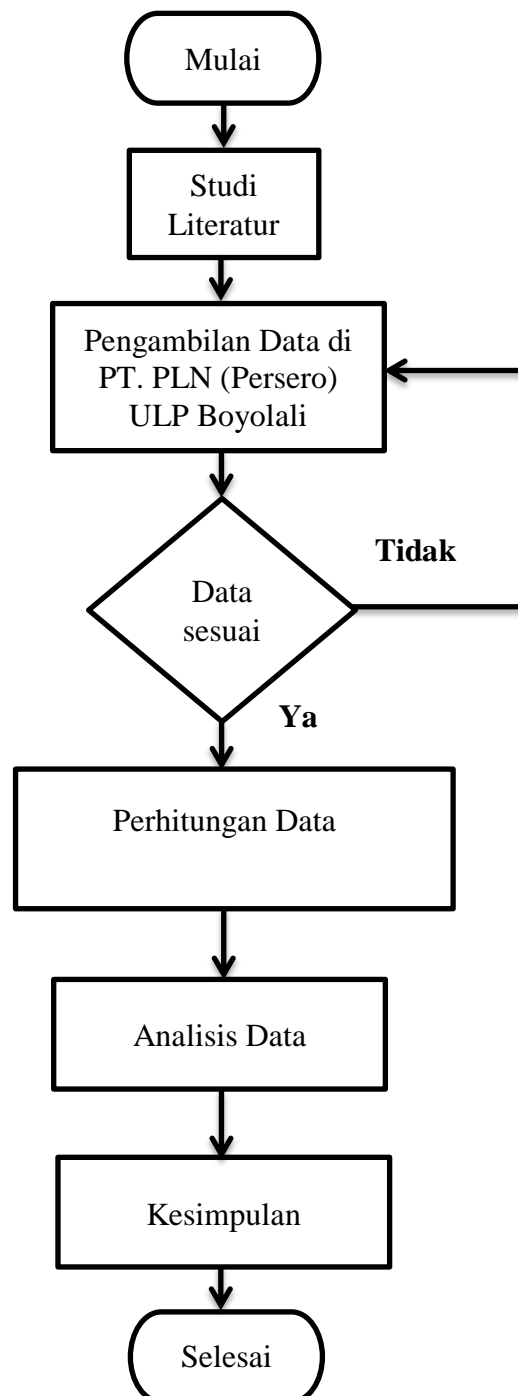 Mulai
Studi
Literatur
Pengambilan Data di
PT. PLN (Persero)
ULP Boyolali
Tidak
Data
sesuai
Ya
Perhitungan Data
Analisis Data
Kesimpulan
Selesai